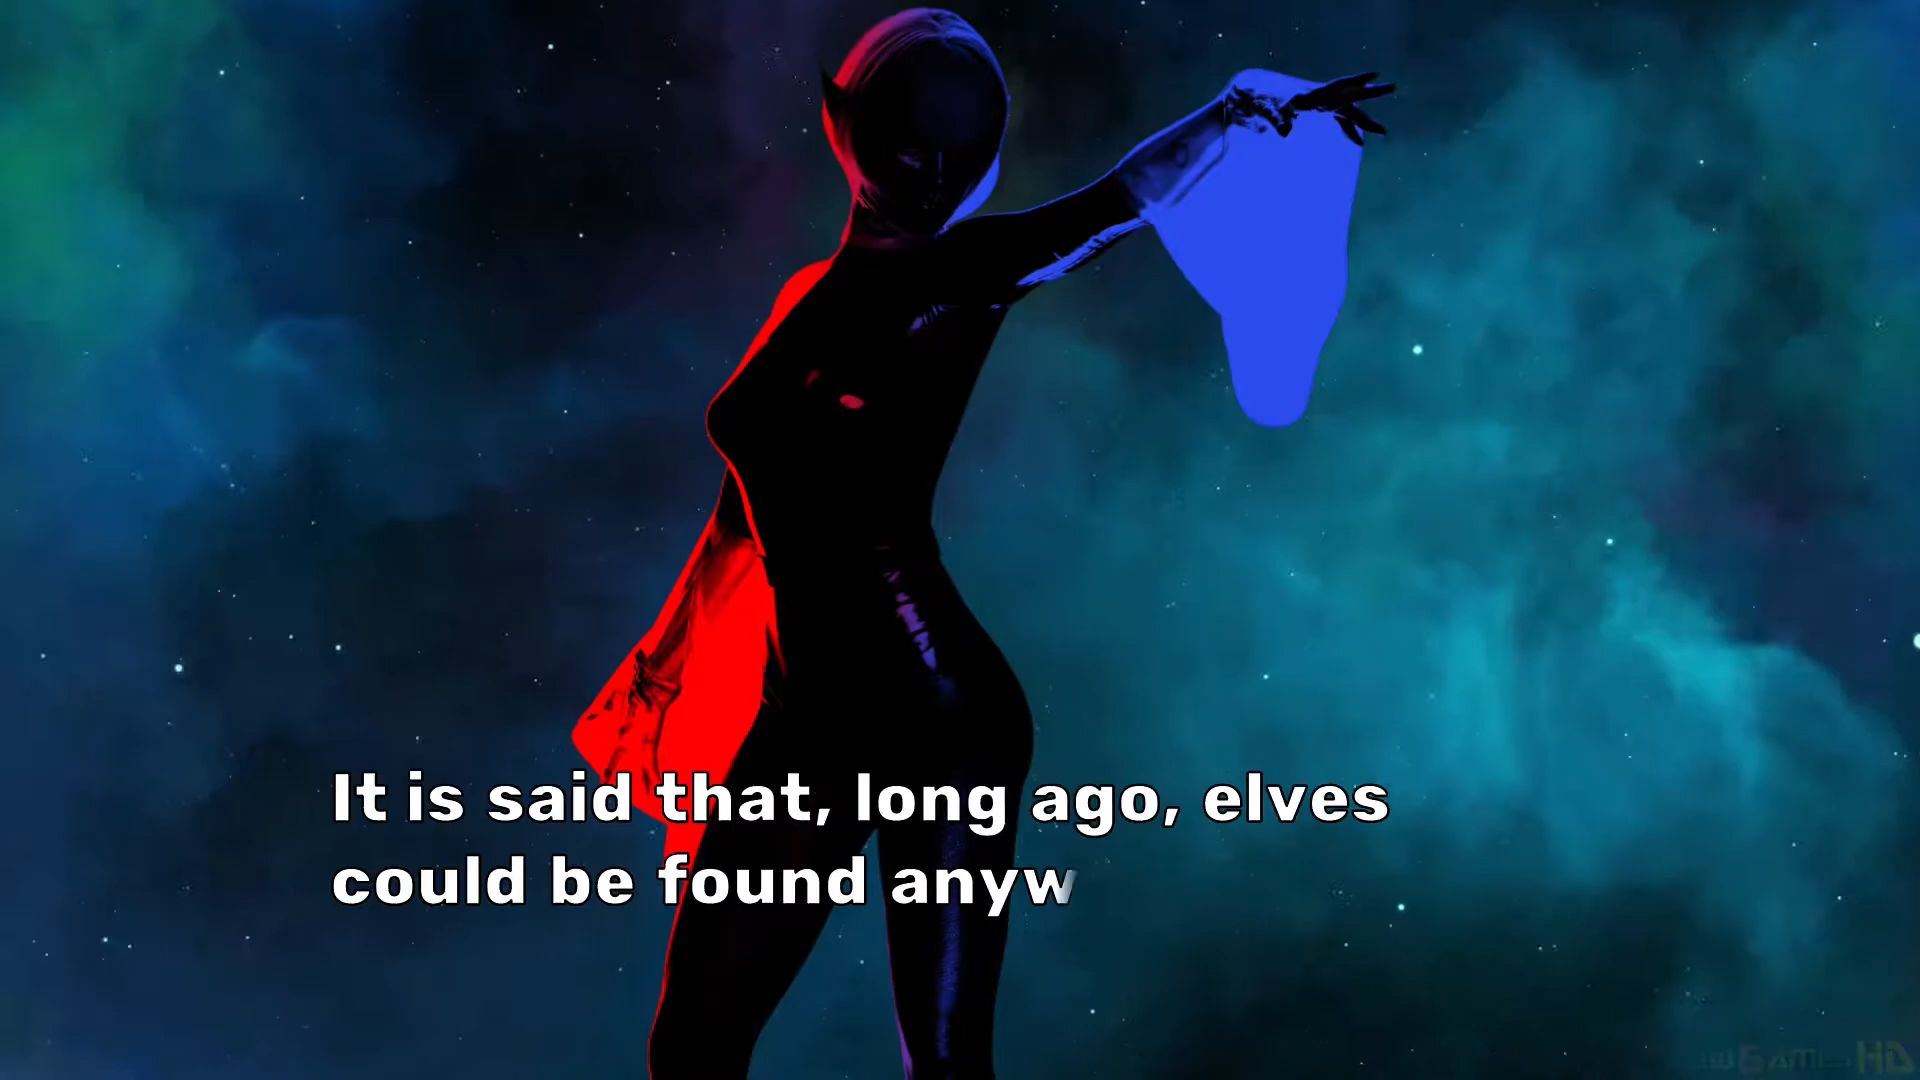 It is said that, long ago, elves
could be found anyw